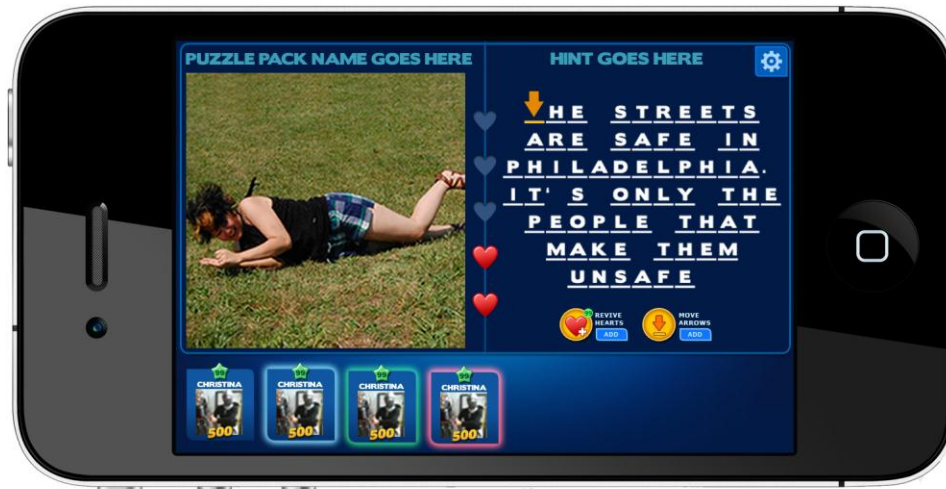 PUZZLE PACK NAME GOES HERE
HINT GOES HERE
_HE STREETS
ARE SAFE IN
PHILADELPHIA.
IT'S ONLY THE
PEOPLE THAT
MAKE THEM
UNSAFE
REVIVE
HEARTS
ADD
MOVE
ARROWS
ADD
99
CHRISTINA
500
99
CHRISTINA
500
99
CHRISTINA
500
99
CHRISTINA
500